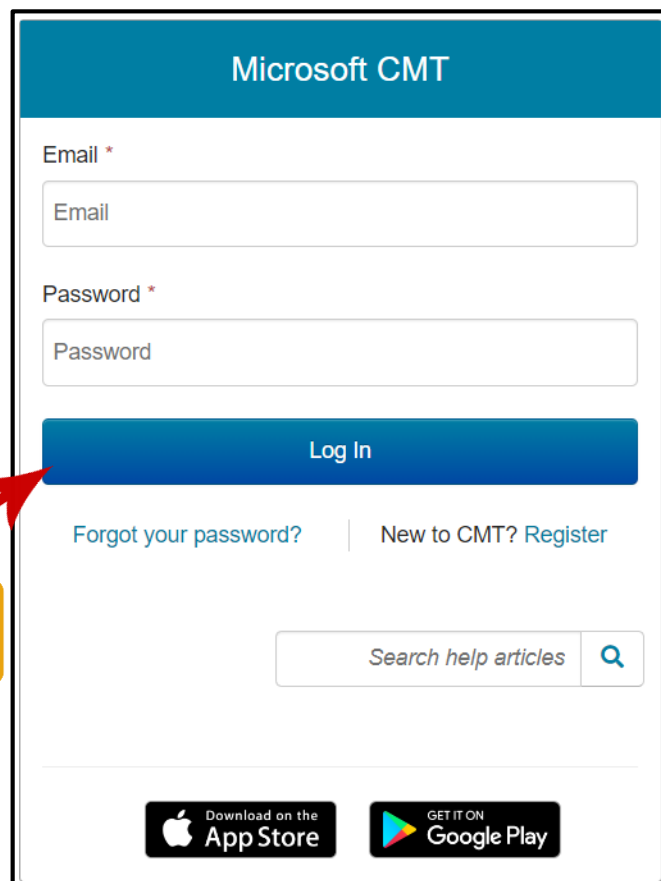 Microsoft CMT
Email *
Email
Password *
Password
Log In
Forgot your password? New to CMT? Register
Search help articles
Download on the
App Store
GET IT ON
Google Play